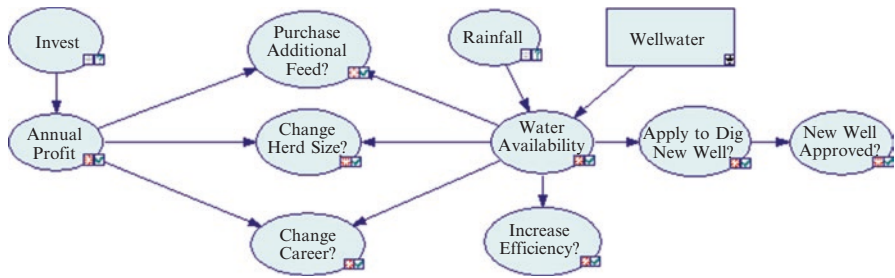 Invest
Purchase
Additional
Feed?
Rainfall
Wellwater
Annual
Profit
Change
Herd Size?
Water
Availability
Apply to Dig
New Well?
New Well
Approved?
Change
Career?
Increase
Efficiency?